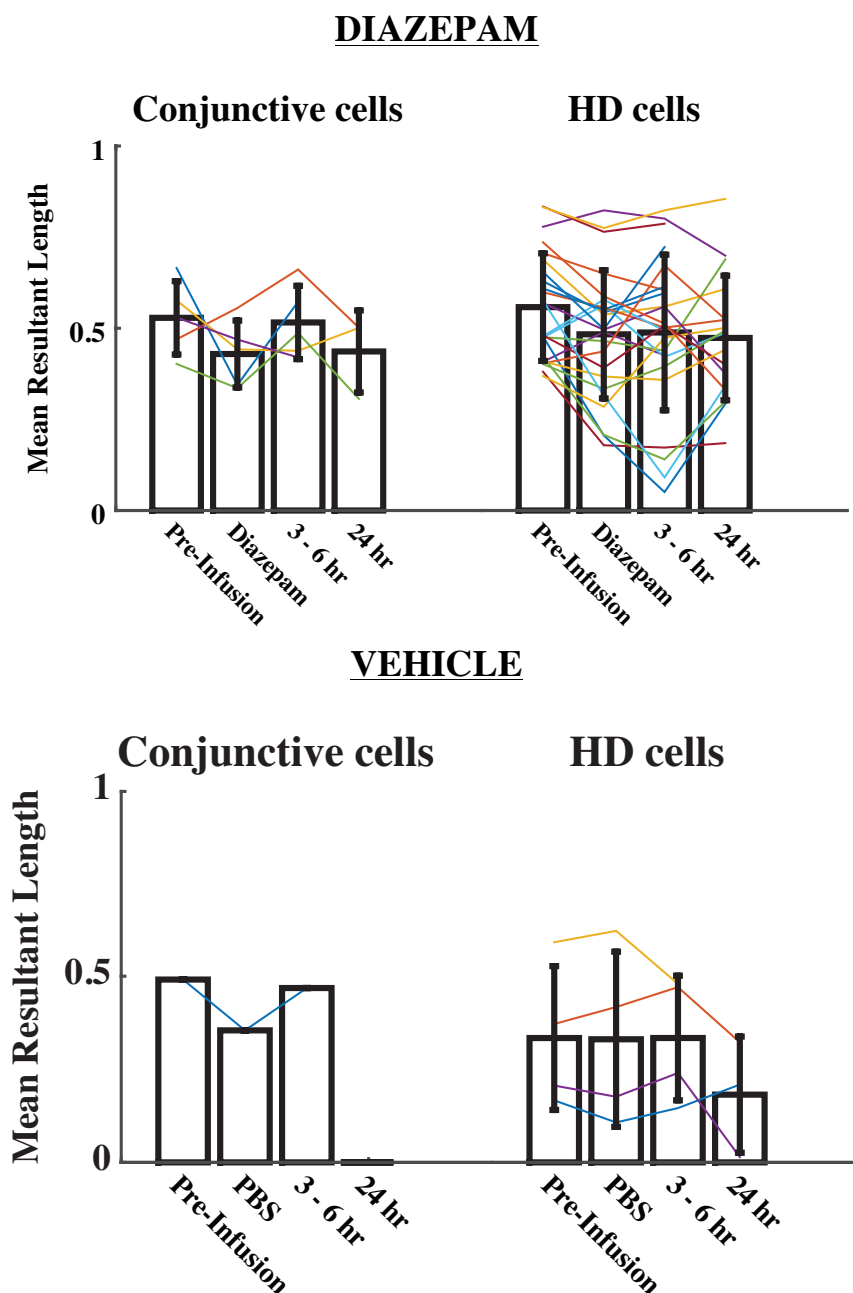 DIAZEPAM
Conjunctive cells
HD cells
Mean Resultant Length
1
0.5
0
Pre-Infusion
Diazepam
3 - 6 hr
24 hr
Pre-Infusion
Diazepam
3 - 6 hr
24 hr
VEHICLE
Conjunctive cells
HD cells
Mean Resultant Length
1
0.5
0
Pre-Infusion
PBS
3 - 6 hr
24 hr
Pre-Infusion
PBS
3 - 6 hr
24 hr